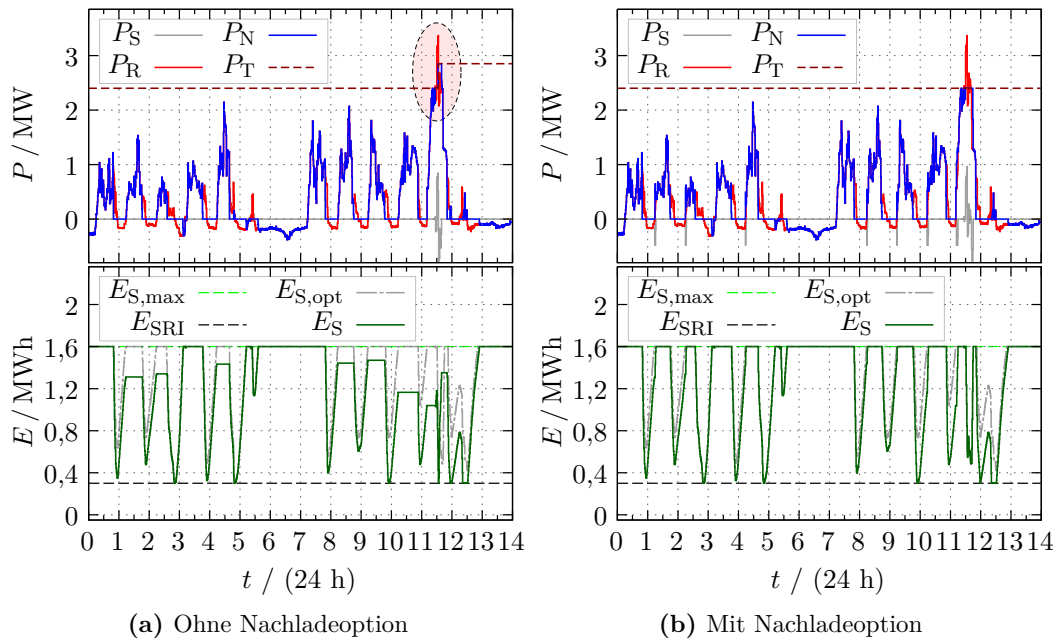 P_S P_N
P_R P_T
P / MW
3
2
1
0
E_S,max E_S,opt
E_SRI E_S
E / MWh
2
1,6
1,2
0,8
0,4
0
0 1 2 3 4 5 6 7 8 9 10 11 12 13 14
t / (24 h)
(a) Ohne Nachladeoption
P_S P_N
P_R P_T
P / MW
3
2
1
0
E_S,max E_S,opt
E_SRI E_S
E / MWh
2
1,6
1,2
0,8
0,4
0
0 1 2 3 4 5 6 7 8 9 10 11 12 13 14
t / (24 h)
(b) Mit Nachladeoption